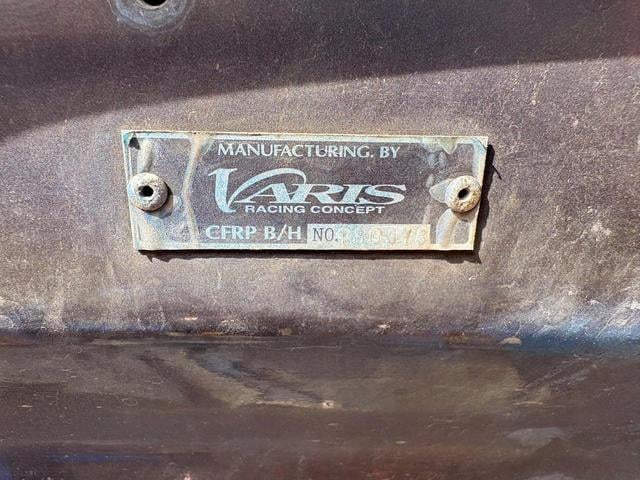 MANUFACTURING. BY
VARIS
RACING CONCEPT
CFRP B/H NO.